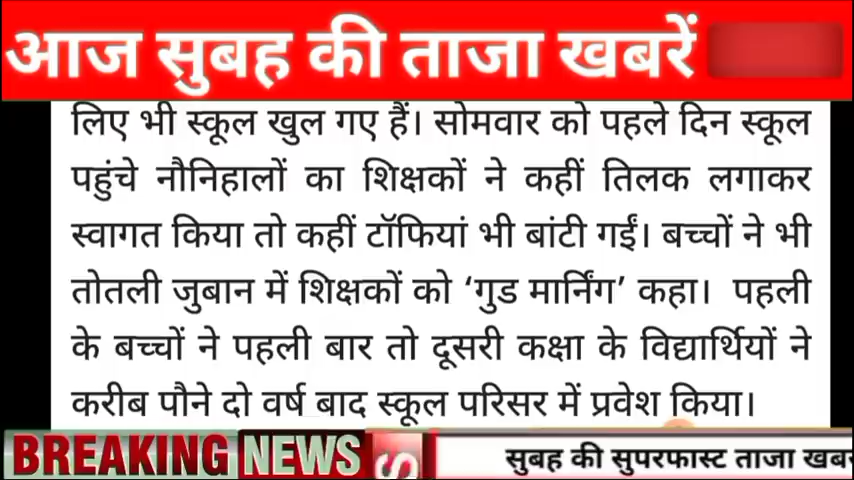 आज सुबह की ताजा खबरें
लिए भी स्कूल खुल गए हैं। सोमवार को पहले दिन स्कूल
पहुंचे नौनिहालों का शिक्षकों ने कहीं तिलक लगाकर
स्वागत किया तो कहीं टॉफियां भी बांटी गईं। बच्चों ने भी
तोतली जुबान में शिक्षकों को ‘गुड मार्निंग’ कहा। पहली
के बच्चों ने पहली बार तो दूसरी कक्षा के विद्यार्थियों ने
करीब पौने दो वर्ष बाद स्कूल परिसर में प्रवेश किया।
BREAKING NEWS S सुबह की सुपरफास्ट ताजा